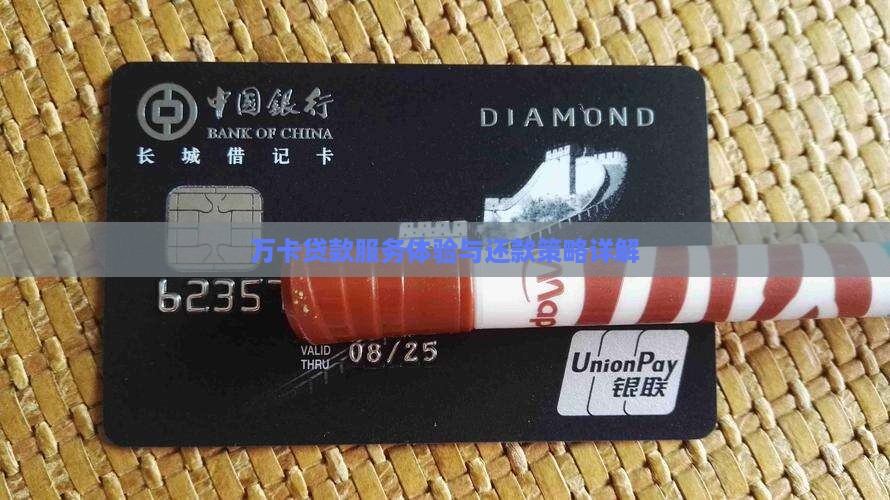 中国銀行
BANK OF CHINA
长城借记卡
DIAMOND
万卡贷款服务体验与还款策略详解
6235
VALID
THRU
08/25
UnionPay
银联